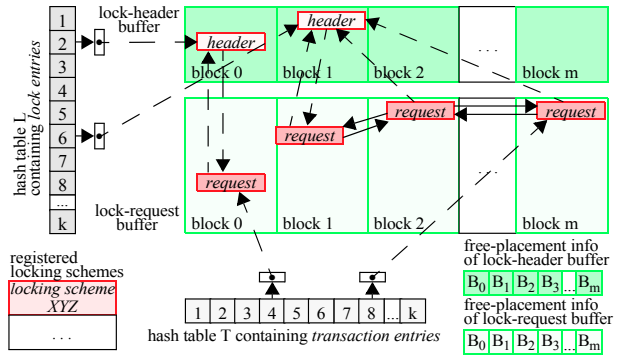 hash table L
containing lock entries
1
2
3
4
5
6
7
8
...
k
lock-header
buffer
header
header
block 0
block 1
block 2
. . .
block m
request
request
request
request
. . .
lock-request
buffer
block 0
block 1
block 2
block m
registered
locking schemes
locking scheme
XYZ
. . .
1 2 3 4 5 6 7 8 ... k
hash table T containing transaction entries
free-placement info
of lock-header buffer
B0 B1 B2 B3 ... Bm
free-placement info
of lock-request buffer
B0 B1 B2 B3 ... Bm